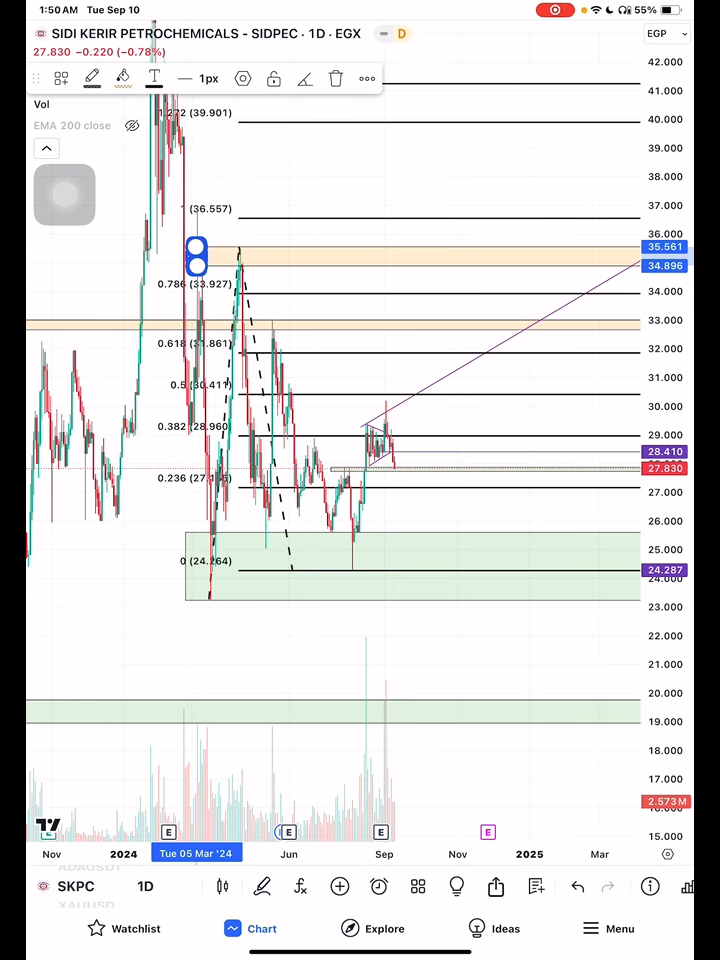 1:50 AM Tue Sep 10
55%
SIDI KERIR PETROCHEMICALS - SIDPEC · 1D · EGX
D
EGP
27.830 −0.220 (−0.78%)
1px
Vol
EMA 200 close
42.000
41.000
40.000
38.000
37.000
36.000
35.561
34.896
34.000
33.000
32.000
31.000
30.000
29.000
28.410
27.830
27.000
26.000
25.000
24.287
24.000
23.000
22.000
21.000
20.000
19.000
18.000
17.000
2.573M
15.000
1.272 (39.901)
1 (36.557)
0.786 (33.927)
0.618 (31.861)
0.5 (30.411)
0.382 (28.960)
0.236 (27.165)
0 (24.264)
E
E
E
E
Nov
2024
Tue 05 Mar '24
Jun
Sep
Nov
2025
Mar
ADAUSDT
SKPC
1D
XAUUSD
Watchlist
Chart
Explore
Ideas
Menu